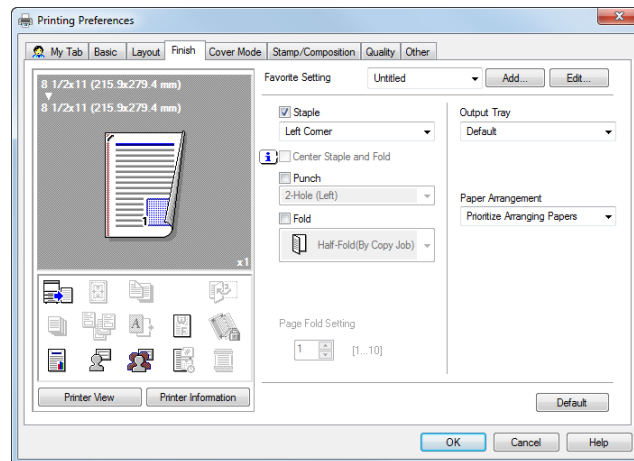 Printing Preferences
My Tab
Basic
Layout
Finish
Cover Mode
Stamp/Composition
Quality
Other
8 1/2x11 (215.9x279.4 mm)
8 1/2x11 (215.9x279.4 mm)
1
x1
Printer View
Printer Information
Favorite Setting
Untitled
Add...
Edit...
Staple
Left Corner
Center Staple and Fold
Punch
2-Hole (Left)
Fold
Half-Fold(By Copy Job)
Page Fold Setting
1
[1...10]
Output Tray
Default
Paper Arrangement
Prioritize Arranging Papers
Default
OK
Cancel
Help